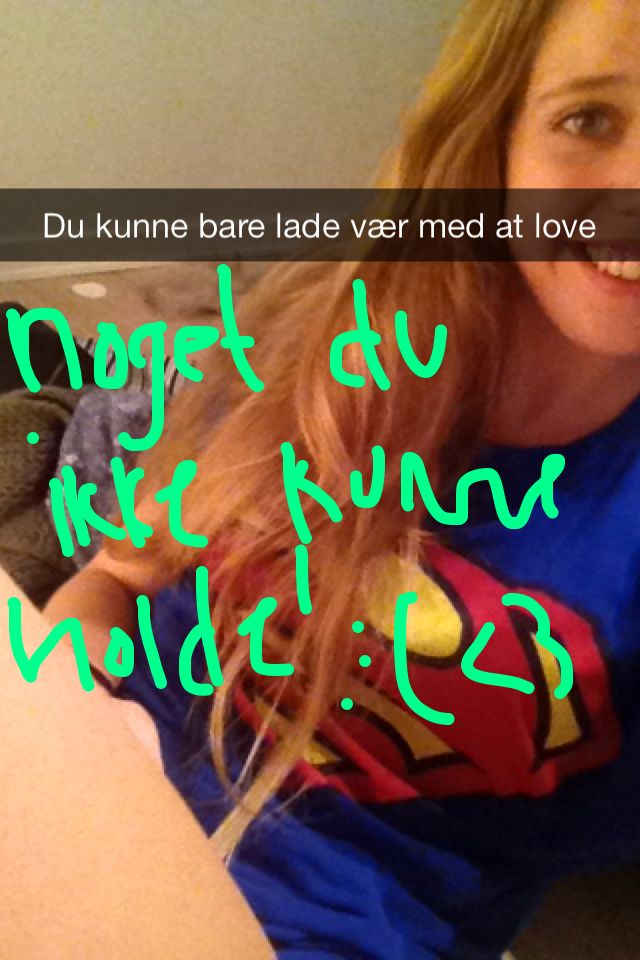 Du kunne bare lade vær med at love
noget du
ikke kunne
holde! :( <3